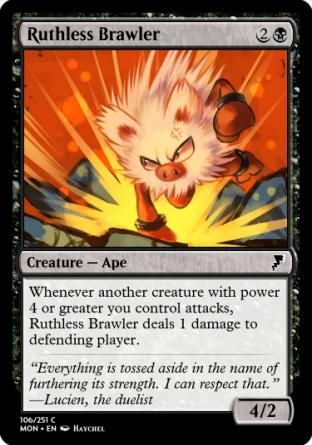 Ruthless Brawler 2
Creature — Ape
Whenever another creature with power
4 or greater you control attacks,
Ruthless Brawler deals 1 damage to
defending player.
“Everything is tossed aside in the name of
furthering its strength. I can respect that.”
—Lucien, the duelist
4/2
106/251 C
MON • EN HAYCHEL